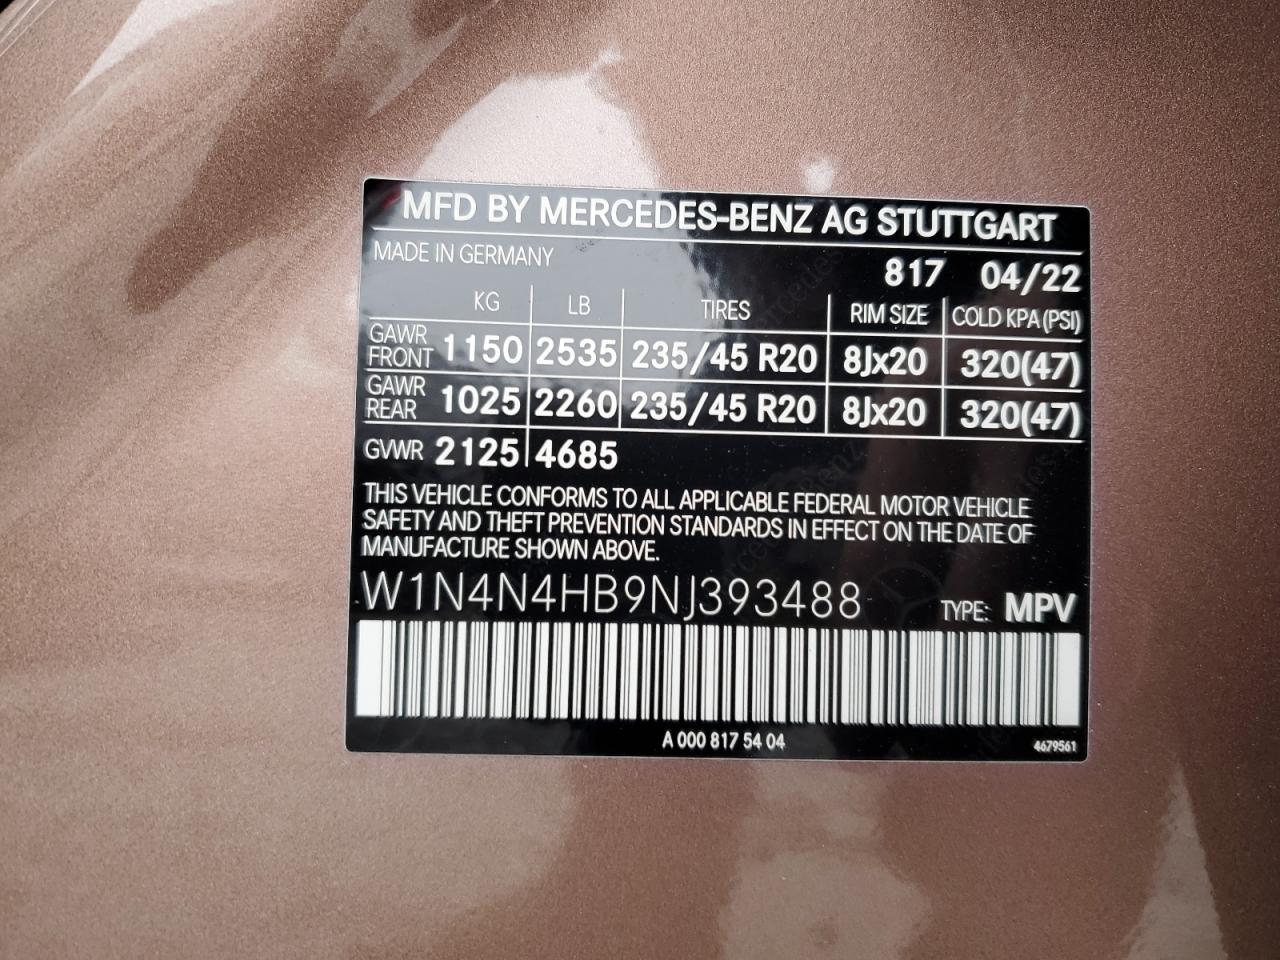 MFD BY MERCEDES-BENZ AG STUTTGART
MADE IN GERMANY 817 04/22
KG LB TIRES RIM SIZE COLD KPA(PSI)
GAWR FRONT 1150 2535 235/45 R20 8Jx20 320(47)
GAWR REAR 1025 2260 235/45 R20 8Jx20 320(47)
GVWR 2125 4685
THIS VEHICLE CONFORMS TO ALL APPLICABLE FEDERAL MOTOR VEHICLE
SAFETY AND THEFT PREVENTION STANDARDS IN EFFECT ON THE DATE OF
MANUFACTURE SHOWN ABOVE.
W1N4N4HB9NJ393488 TYPE: MPV
A 000 817 54 04 4679561